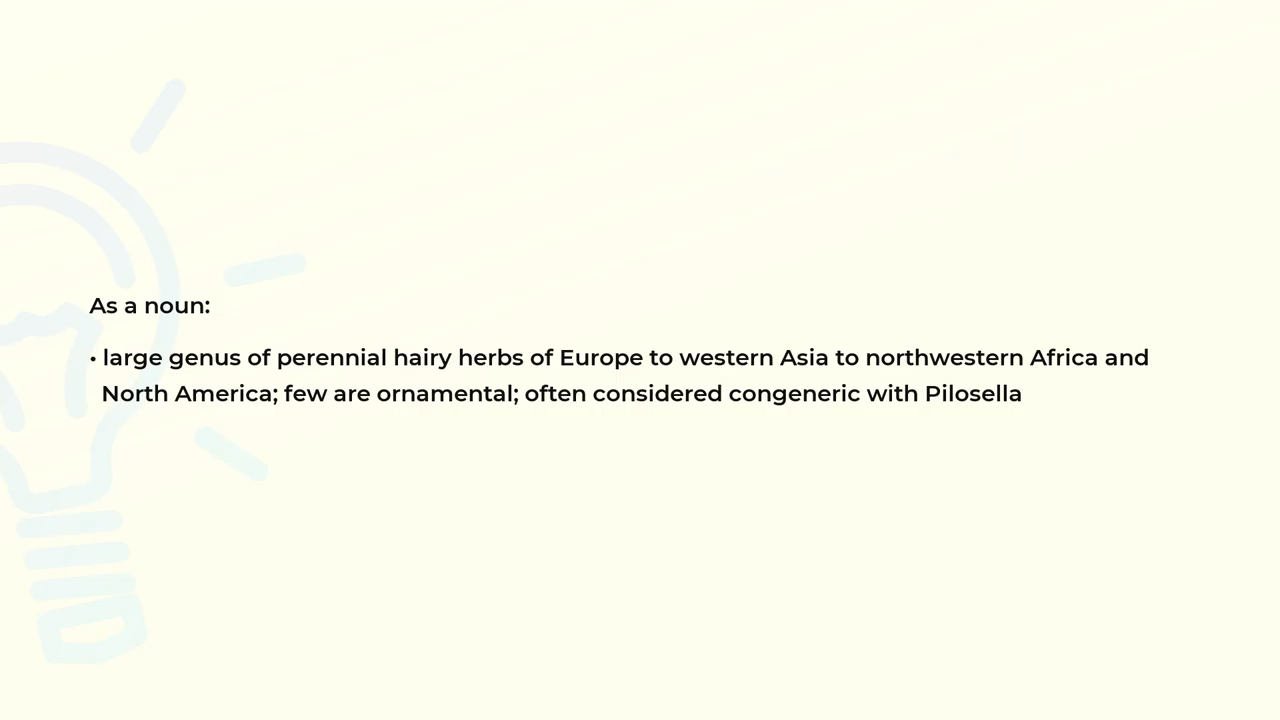 As a noun:
• large genus of perennial hairy herbs of Europe to western Asia to northwestern Africa and
North America; few are ornamental; often considered congeneric with Pilosella